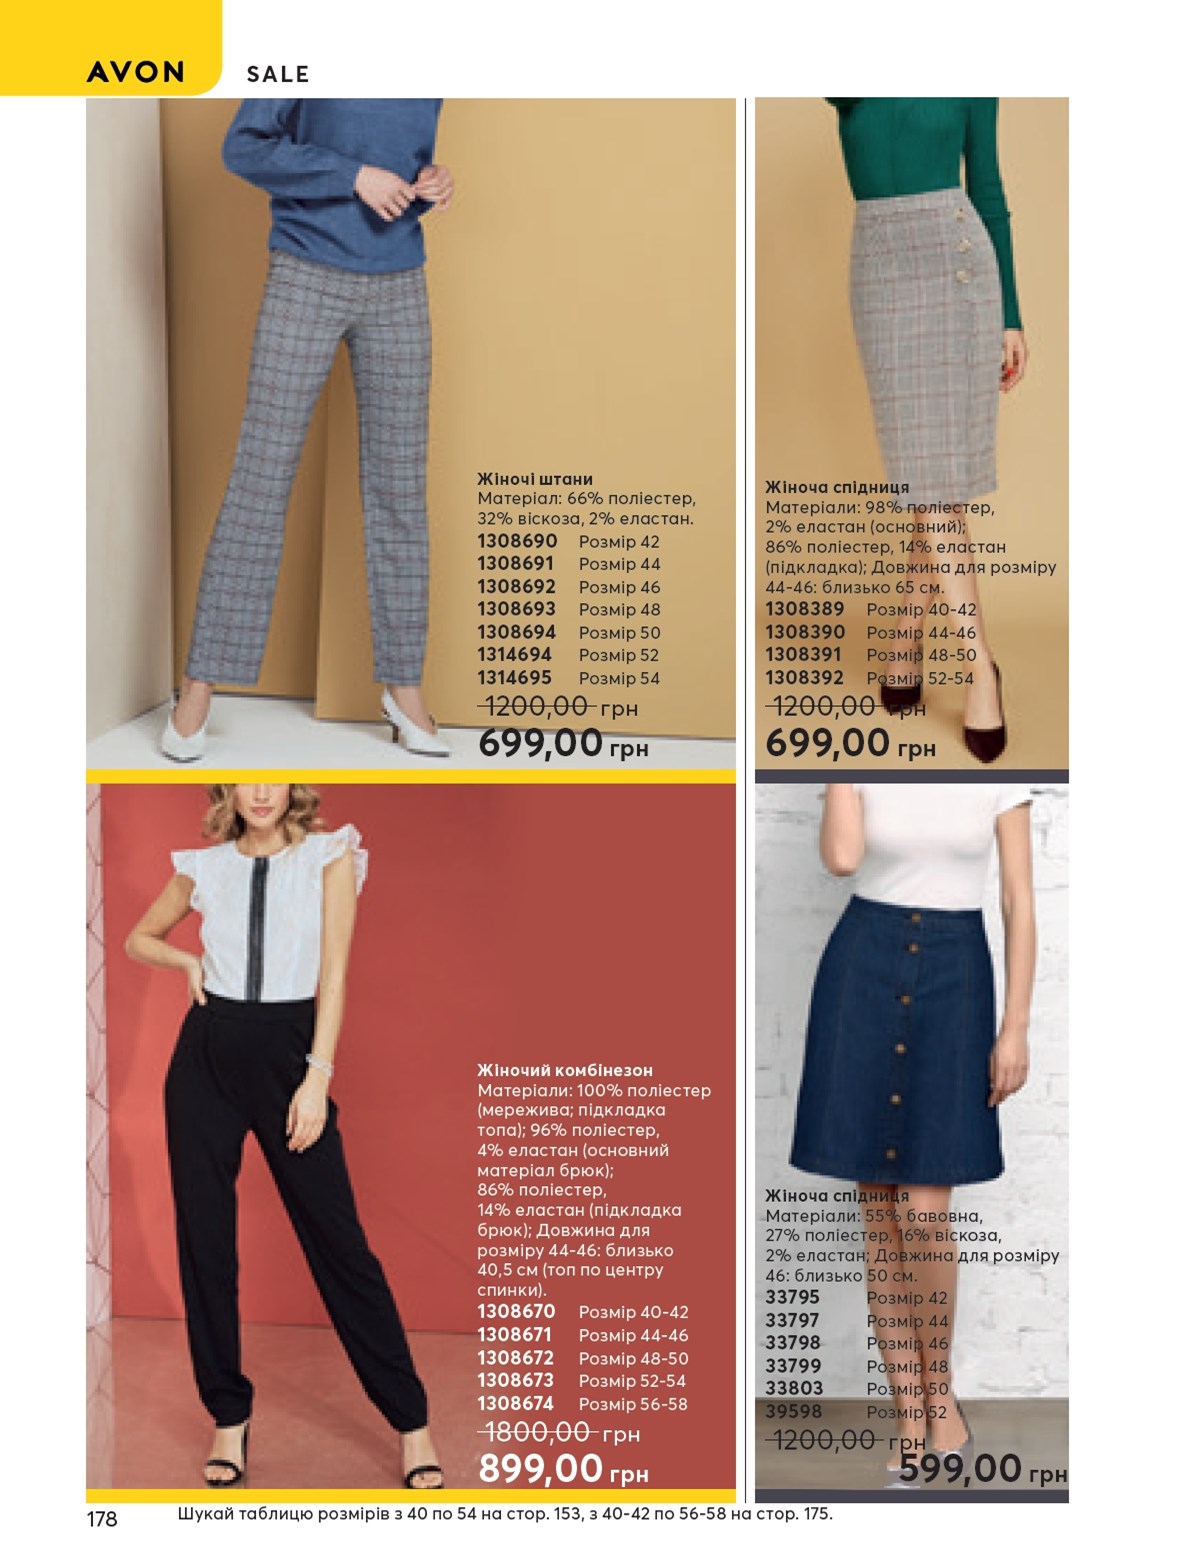 AVON
SALE
Жіночі штани
Матеріал: 66% поліестер,
32% віскоза, 2% еластан.
1308690 Розмір 42
1308691 Розмір 44
1308692 Розмір 46
1308693 Розмір 48
1308694 Розмір 50
1314694 Розмір 52
1314695 Розмір 54
1200,00 грн
699,00 грн
Жіноча спідниця
Матеріали: 98% поліестер,
2% еластан (основний);
86% поліестер, 14% еластан
(підкладка); Довжина для розміру
44-46: близько 65 см.
1308389 Розмір 40-42
1308390 Розмір 44-46
1308391 Розмір 48-50
1308392 Розмір 52-54
1200,00 грн
699,00 грн
Жіночий комбінезон
Матеріали: 100% поліестер
(мережива; підкладка
топа); 96% поліестер,
4% еластан (основний
матеріал брюк);
86% поліестер,
14% еластан (підкладка
брюк); Довжина для
розміру 44-46: близько
40,5 см (топ по центру
спинки).
1308670 Розмір 40-42
1308671 Розмір 44-46
1308672 Розмір 48-50
1308673 Розмір 52-54
1308674 Розмір 56-58
1800,00 грн
899,00 грн
Жіноча спідниця
Матеріали: 55% бавовна,
27% поліестер, 16% віскоза,
2% еластан; Довжина для розміру
46: близько 50 см.
33795 Розмір 42
33797 Розмір 44
33798 Розмір 46
33799 Розмір 48
33803 Розмір 50
39598 Розмір 52
1200,00 грн
599,00 грн
178
Шукай таблицю розмірів з 40 по 54 на стор. 153, з 40-42 по 56-58 на стор. 175.